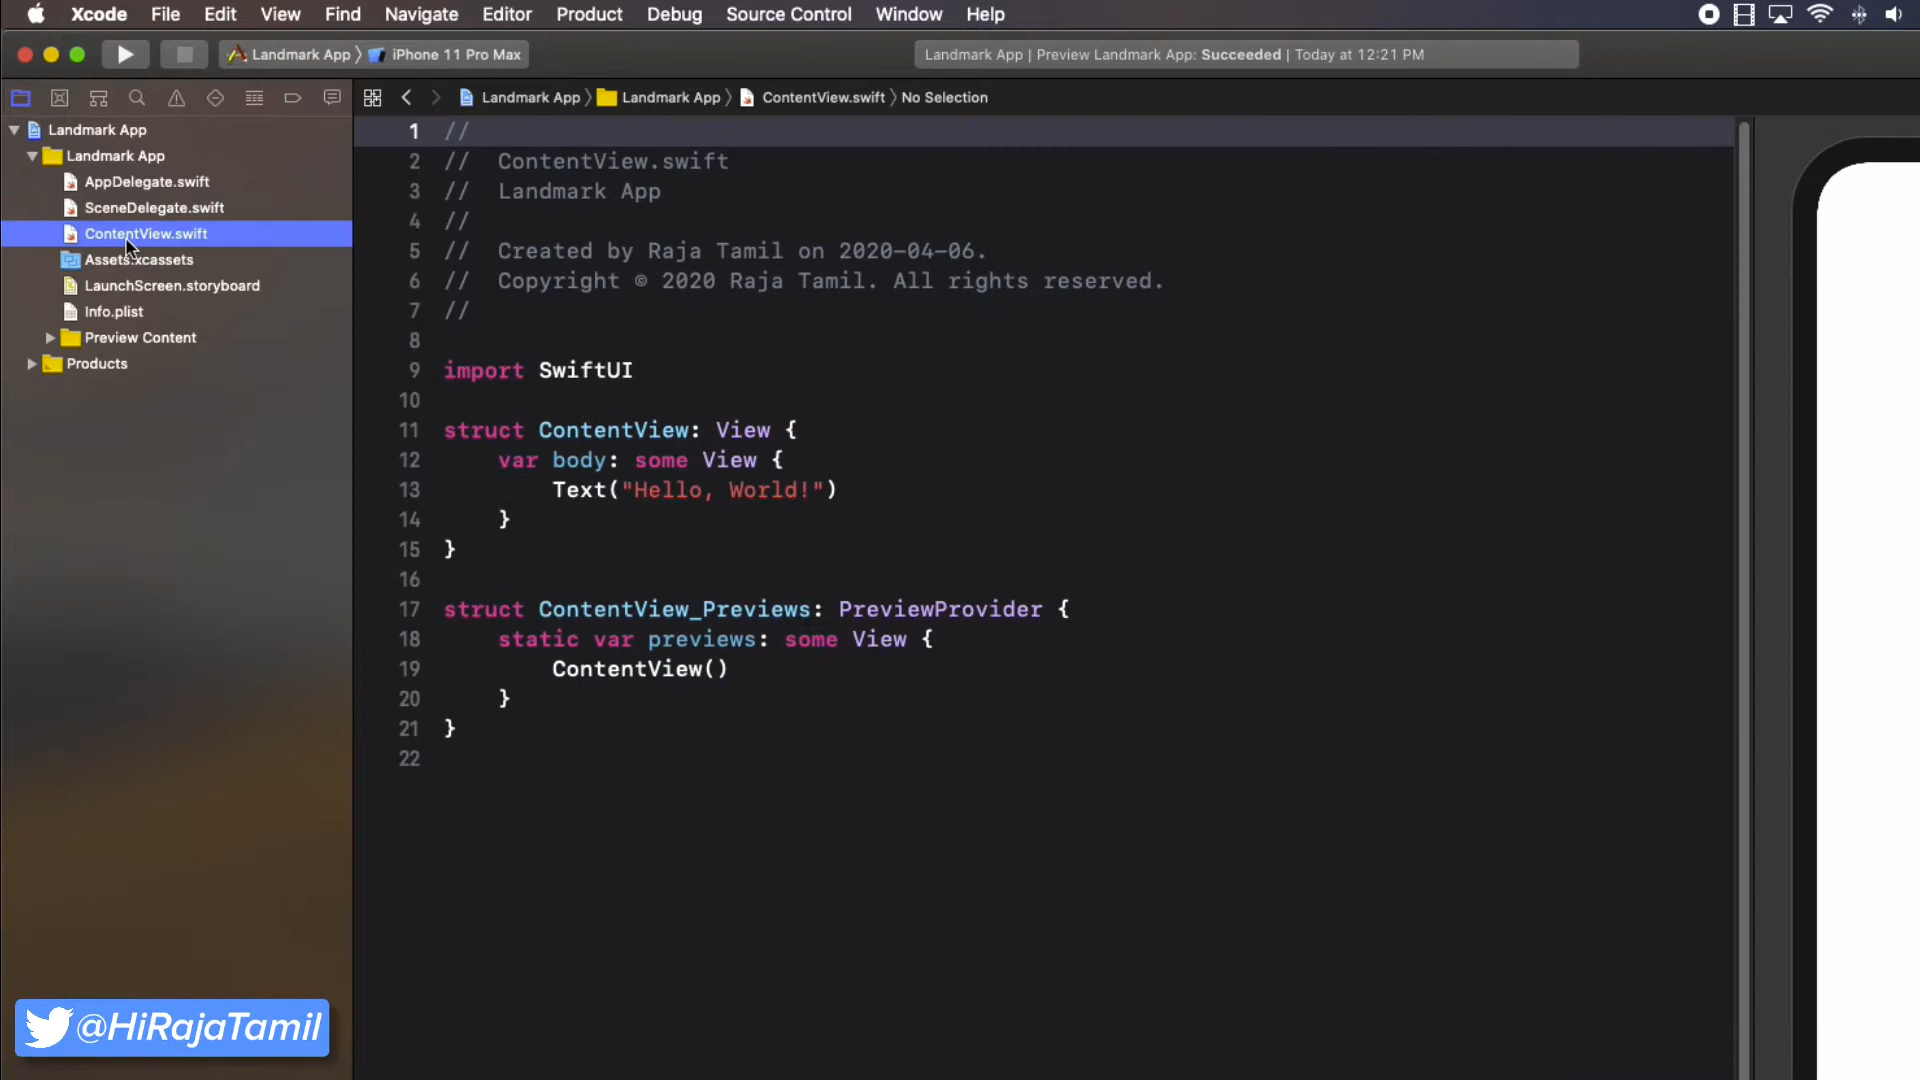 Xcode File Edit View Find Navigate Editor Product Debug Source Control Window Help
Landmark App 〉 iPhone 11 Pro Max
Landmark App | Preview Landmark App: Succeeded | Today at 12:21 PM
Landmark App 〉 Landmark App 〉 ContentView.swift 〉 No Selection
Landmark App
Landmark App
AppDelegate.swift
SceneDelegate.swift
ContentView.swift
Assets.xcassets
LaunchScreen.storyboard
Info.plist
Preview Content
Products
1 //
2 //  ContentView.swift
3 //  Landmark App
4 //
5 //  Created by Raja Tamil on 2020-04-06.
6 //  Copyright © 2020 Raja Tamil. All rights reserved.
7 //
8
9 import SwiftUI
10
11 struct ContentView: View {
12     var body: some View {
13         Text("Hello, World!")
14     }
15 }
16
17 struct ContentView_Previews: PreviewProvider {
18     static var previews: some View {
19         ContentView()
20     }
21 }
22
@HiRajaTamil